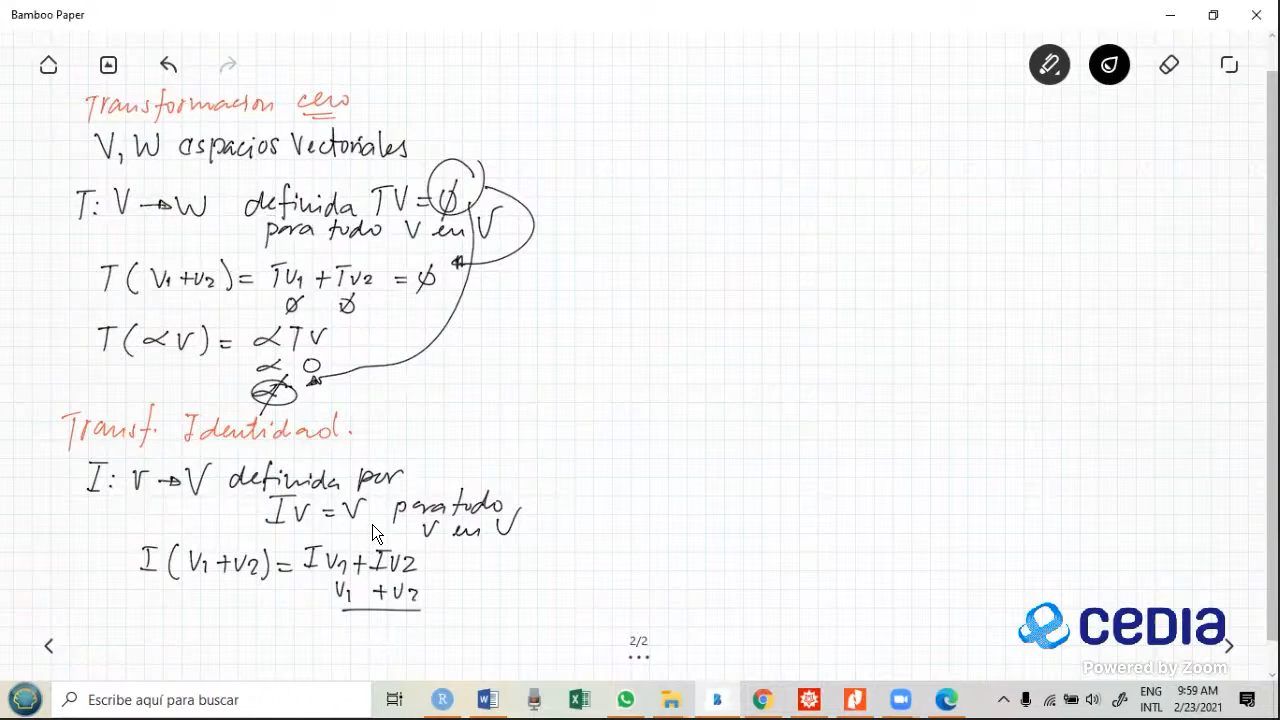 Bamboo Paper
Transformacion cero
V, W espacios Vectoriales
T: V → W definida TV = ϕ
para todo v en V
T(v1+v2) = Tv1 + Tv2 = ϕ
ϕ ϕ
T(αv) = αTv
α 0
Transf. Identidad.
I: V → V definida por
Iv = v para todo
v en V
I(v1+v2) = Iv1 + Iv2
v1 + v2
2/2
CEDIA
Powered by Zoom
Escribe aquí para buscar
ENG
INTL
9:59 AM
2/23/2021